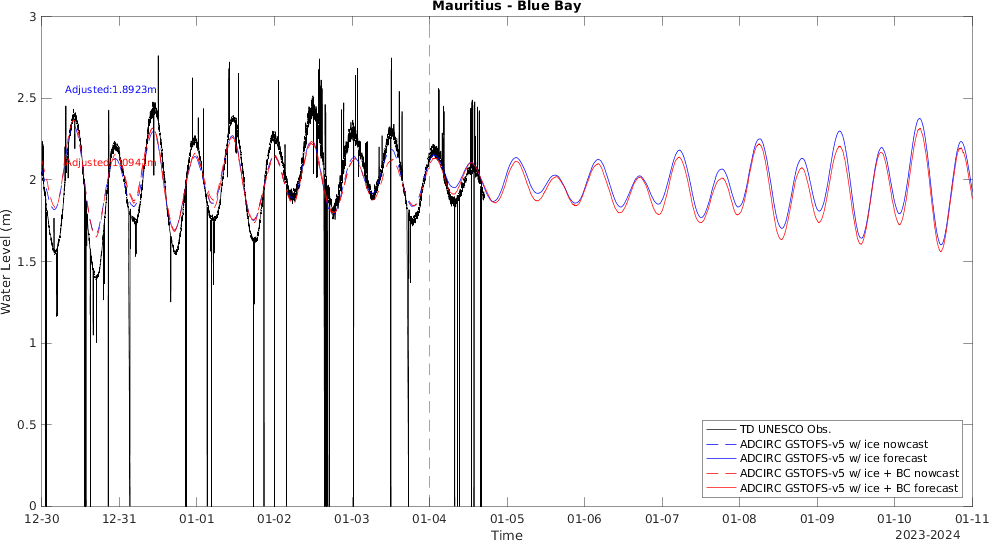 Mauritius - Blue Bay
3
2.5
2
1.5
1
0.5
0
Water Level (m)
Adjusted:1.8923m
Adjusted:1.0942m
TD UNESCO Obs.
ADCIRC GSTOFS-v5 w/ ice nowcast
ADCIRC GSTOFS-v5 w/ ice forecast
ADCIRC GSTOFS-v5 w/ ice + BC nowcast
ADCIRC GSTOFS-v5 w/ ice + BC forecast
12-30 12-31 01-01 01-02 01-03 01-04 01-05 01-06 01-07 01-08 01-09 01-10 01-11
Time
2023-2024